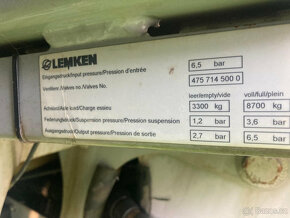 LEMKEN
Eingangsdruck/Input pressure/Pression d'entrée 6,5 bar
Ventilnr./Valves No./Valves No. 475 714 500 0
leer/empty/vide voll/full/plein
Achslast/Axle load/Charge essieu 3300 kg 8700 kg
Federungsdruck/Suspension pressure/Pression suspension 1,2 bar 3,6 bar
Ausgangsdruck/Output pressure/Pression de sortie 2,7 bar 6,5 bar
Bazos.cz